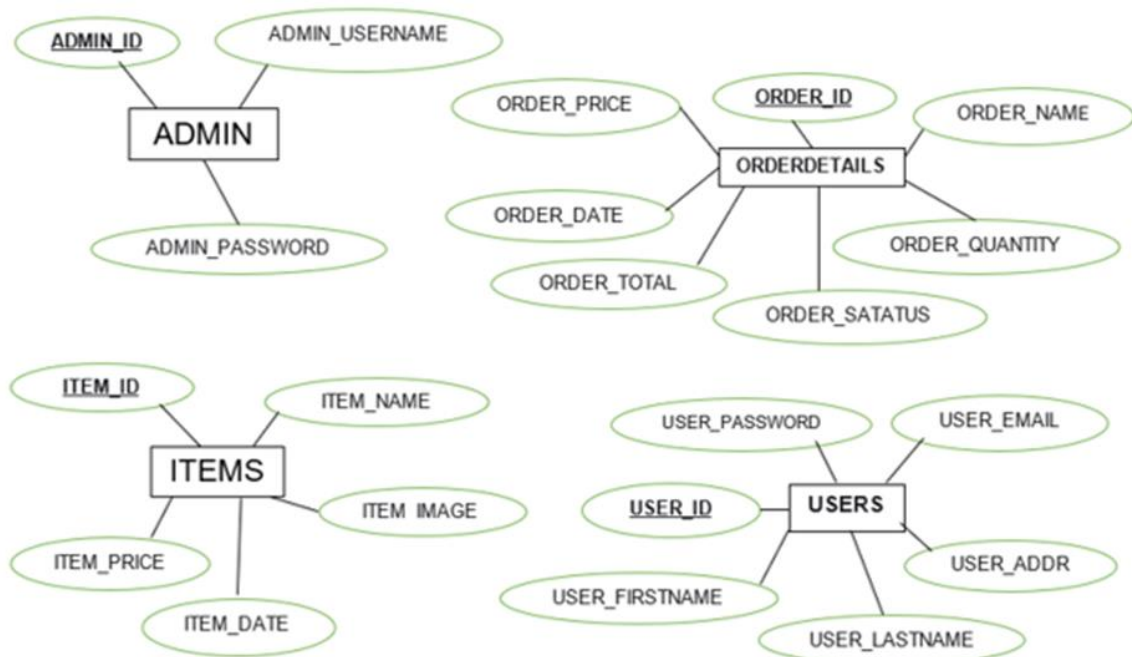 ADMIN_ID
ADMIN_USERNAME
ADMIN
ADMIN_PASSWORD
ORDER_PRICE
ORDER_ID
ORDER_NAME
ORDERDETAILS
ORDER_DATE
ORDER_QUANTITY
ORDER_TOTAL
ORDER_SATATUS
ITEM_ID
ITEM_NAME
ITEMS
ITEM IMAGE
ITEM_PRICE
ITEM_DATE
USER_PASSWORD
USER_EMAIL
USER_ID
USERS
USER_ADDR
USER_FIRSTNAME
USER_LASTNAME